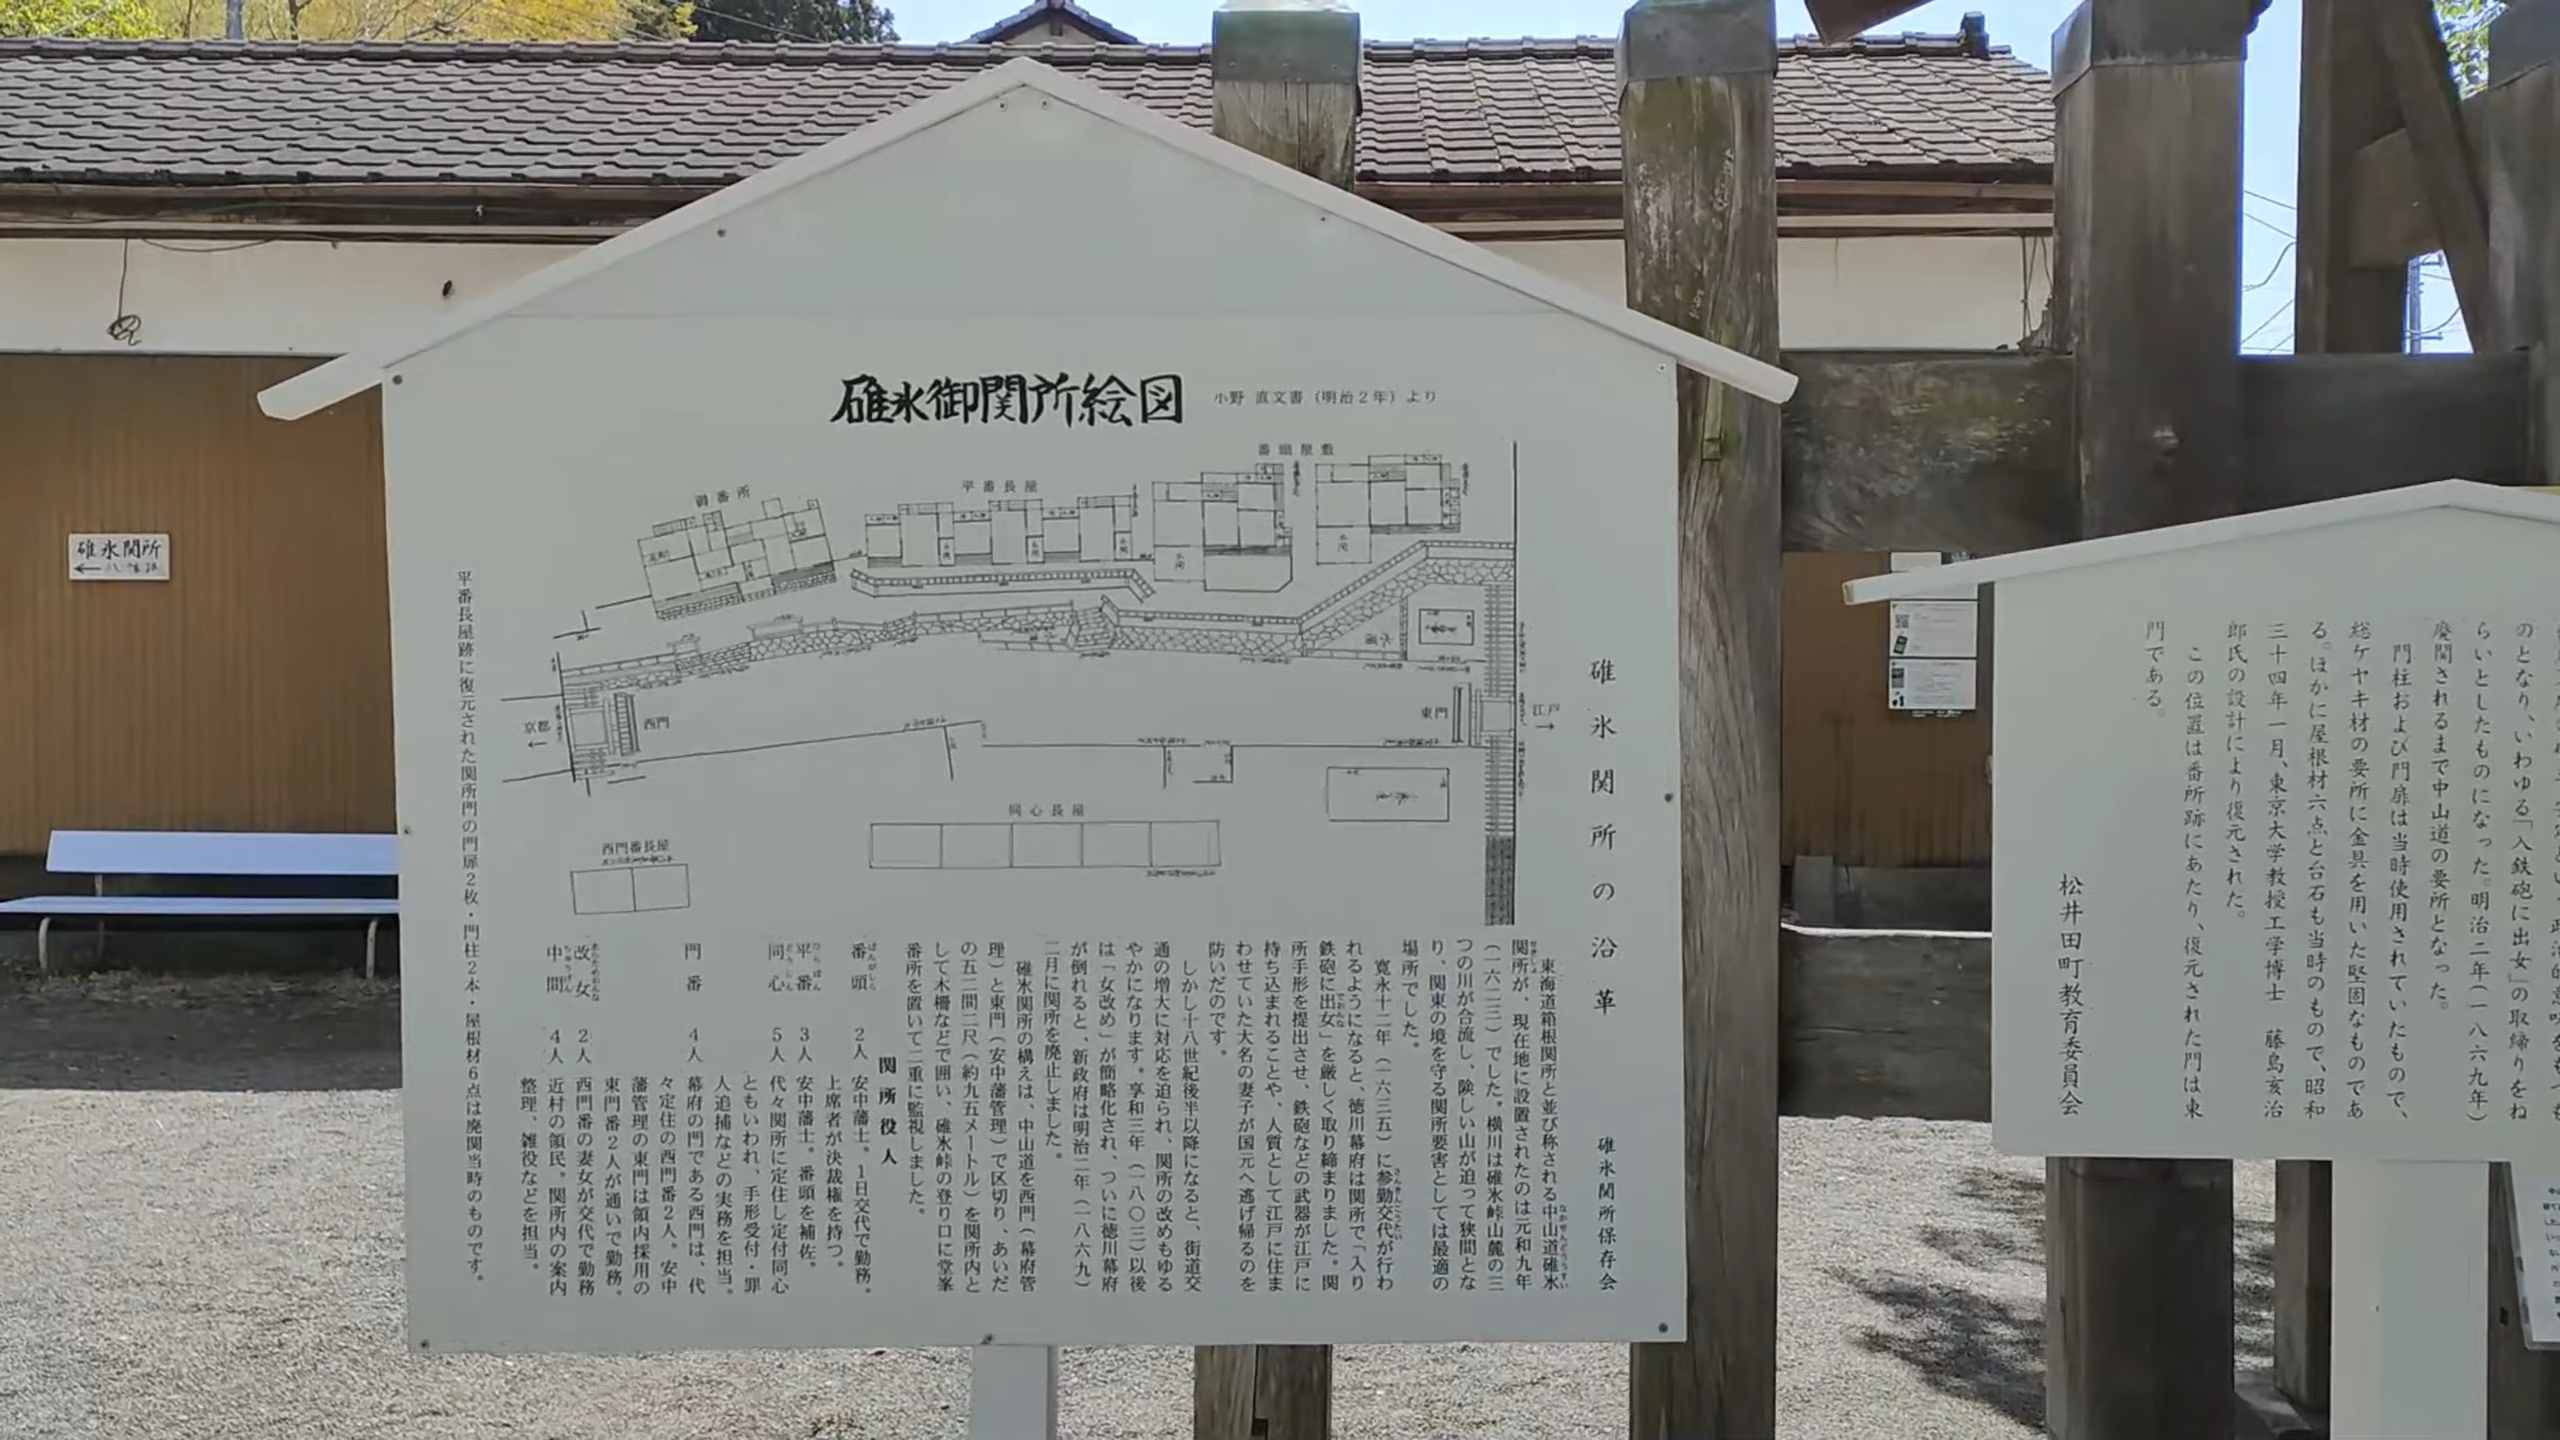 碓氷御関所絵図
小野 直文書（明治２年）より
番頭屋敷
平番長屋
御番所
京都
←
西門
東門
江戸
→
同心長屋
西門番長屋
碓氷関所の沿革
碓氷関所保存会
東海道箱根関所と並び称される中山道碓氷
関所が、現在地に設置されたのは元和九年
（一六二三）でした。横川は碓氷峠山麓の三
つの川が合流し、険しい山が迫って狭間とな
り、関東の境を守る関所要害としては最適の
場所でした。
寛永十二年（一六三五）に参勤交代が行わ
れるようになると、徳川幕府は関所で「入り
鉄砲に出女」を厳しく取り締まりました。関
所手形を提出させ、鉄砲などの武器が江戸に
持ち込まれることや、人質として江戸に住ま
わせていた大名の妻子が国元へ逃げ帰るのを
防いだのです。
しかし十八世紀後半以降になると、街道交
通の増大に対応を迫られ、関所の改めもゆる
やかになります。享和三年（一八〇三）以後
は「女改め」が簡略化され、ついに徳川幕府
が倒れると、新政府は明治二年（一八六九）
二月に関所を廃止しました。
碓氷関所の構えは、中山道を西門（幕府管
理）と東門（安中藩管理）で区切り、あいだ
の五二間二尺（約九五メートル）を関所内と
して木柵などで囲い、碓氷峠の登り口に堂峯
番所を置いて二重に監視しました。
関所役人
番頭 ２人 安中藩士。１日交代で勤務。
上席者が決裁権を持つ。
平番 ３人 安中藩士。番頭を補佐。
同心 ５人 代々関所に定住し定付同心
ともいわれ、手形受付・罪
人追捕などの実務を担当。
門番 ４人 幕府の門である西門は、代
々定住の西門番２人。安中
藩管理の東門は領内採用の
東門番２人が通いで勤務。
改女 ２人 西門番の妻女が交代で勤務
中間 ４人 近村の領民。関所内の案内
整理、雑役などを担当。
平番長屋跡に復元された関所門の門扉２枚・門柱２本・屋根材６点は廃関当時のものです。
碓氷関所
←
のとなり、いわゆる「入鉄砲に出女」の取締りをね
らいとしたものになった。明治二年（一八六九年）
廃関されるまで中山道の要所となった。
門柱および門扉は当時使用されていたもので、
総ケヤキ材の要所に金具を用いた堅固なものであ
る。ほかに屋根材六点と台石も当時のもので、昭和
三十四年一月、東京大学教授工学博士 藤島亥治
郎氏の設計により復元された。
この位置は番所跡にあたり、復元された門は東
門である。
松井田町教育委員会